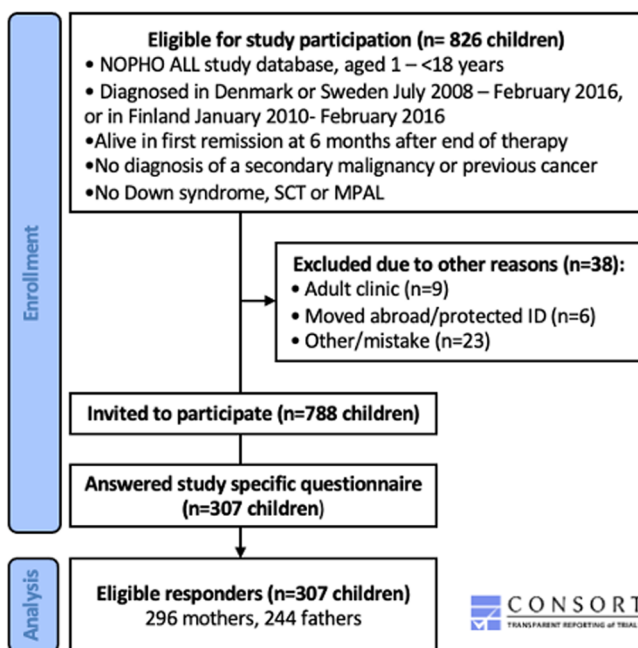 Eligible for study participation (n= 826 children)
• NOPHO ALL study database, aged 1 – <18 years
• Diagnosed in Denmark or Sweden July 2008 – February 2016,
or in Finland January 2010- February 2016
•Alive in first remission at 6 months after end of therapy
• No diagnosis of a secondary malignancy or previous cancer
• No Down syndrome, SCT or MPAL
Enrollment
Excluded due to other reasons (n=38):
• Adult clinic (n=9)
• Moved abroad/protected ID (n=6)
• Other/mistake (n=23)
Invited to participate (n=788 children)
Answered study specific questionnaire
(n=307 children)
Analysis
Eligible responders (n=307 children)
296 mothers, 244 fathers
CONSORT
TRANSPARENT REPORTING of TRIAL